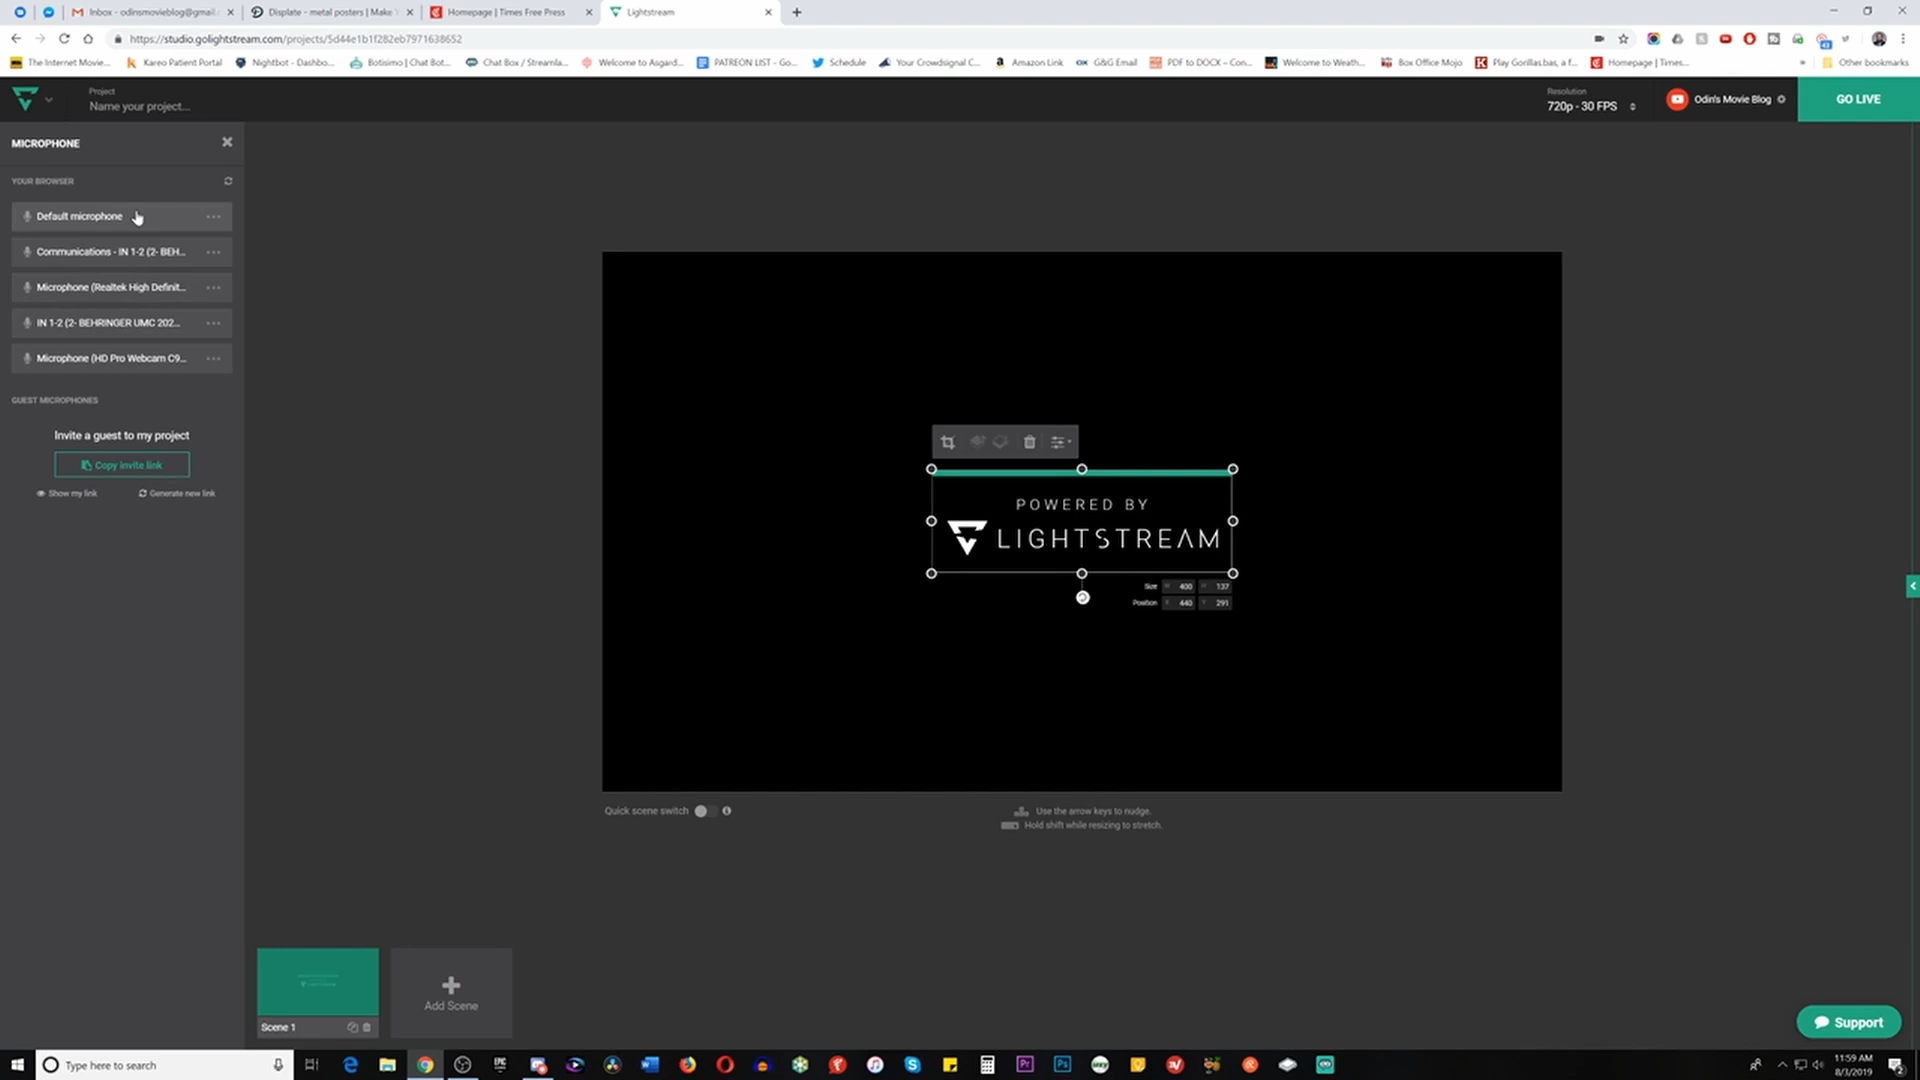 Inbox - odinsmovieblog@gmail.c
Displate - metal posters | Make Y
Homepage | Times Free Press
Lightstream
https://studio.golightstream.com/projects/5d44e1b1f282eb7971638652
The Internet Movie...
Kareo Patient Portal
Nightbot - Dashbo...
Botisimo | Chat Bot...
Chat Box / Streamla...
Welcome to Asgard...
PATREON LIST - Go...
Schedule
Your Crowdsignal C...
Amazon Link
G&G Email
PDF to DOCX – Con...
Welcome to Weath...
Box Office Mojo
Play Gorillas.bas, a f...
Homepage | Times...
Other bookmarks
Project
Name your project...
Resolution
720p - 30 FPS
Odin's Movie Blog
GO LIVE
MICROPHONE
YOUR BROWSER
Default microphone
Communications - IN 1-2 (2- BEH...
Microphone (Realtek High Definit...
IN 1-2 (2- BEHRINGER UMC 202...
Microphone (HD Pro Webcam C9...
GUEST MICROPHONES
Invite a guest to my project
Copy invite link
Show my link
Generate new link
POWERED BY
LIGHTSTREAM
Size W 400 H 137
Position X 440 Y 291
Quick scene switch
Use the arrow keys to nudge.
Hold shift while resizing to stretch.
Add Scene
Scene 1
Support
Type here to search
11:59 AM
8/3/2019